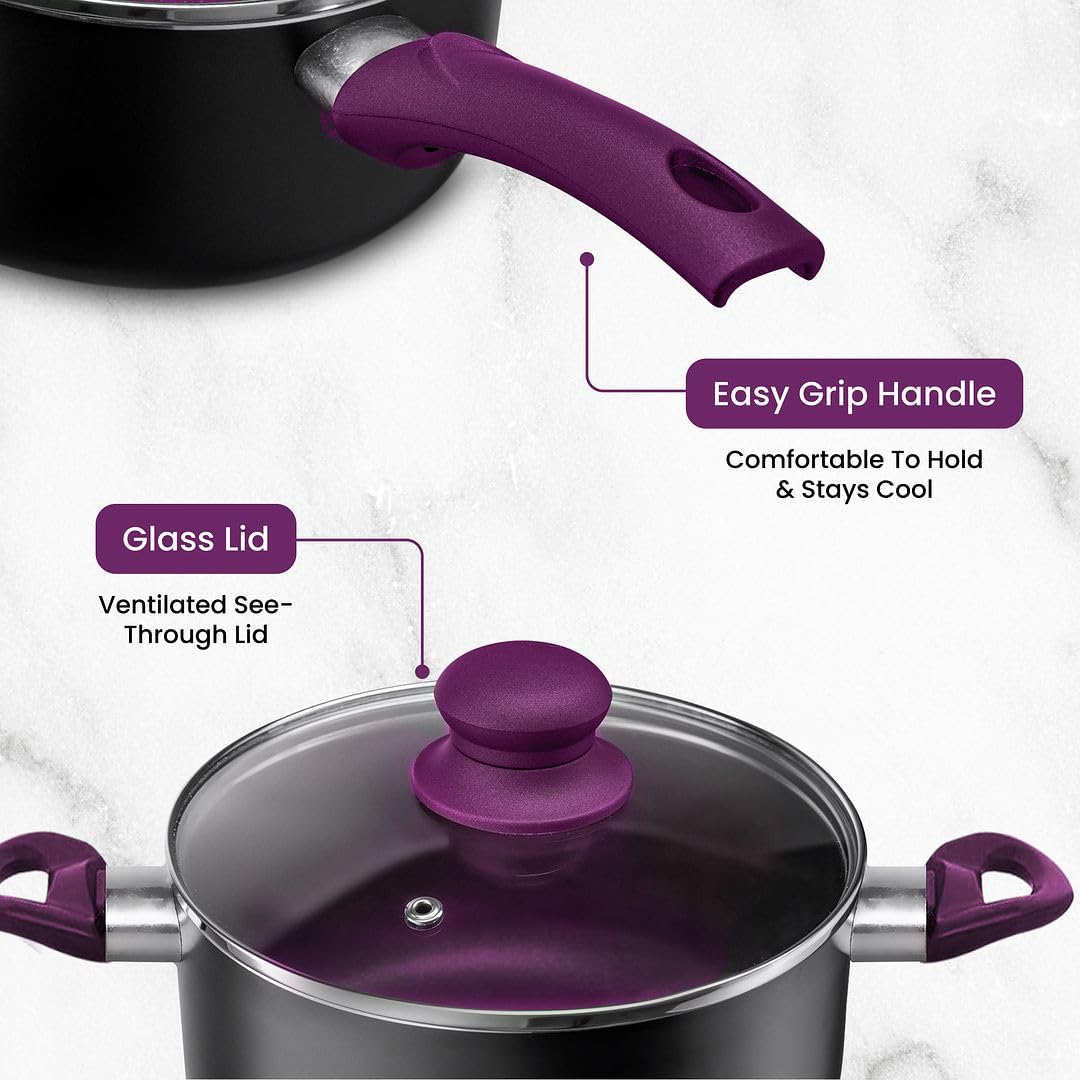 Easy Grip Handle
Comfortable To Hold
& Stays Cool
Glass Lid
Ventilated See-
Through Lid